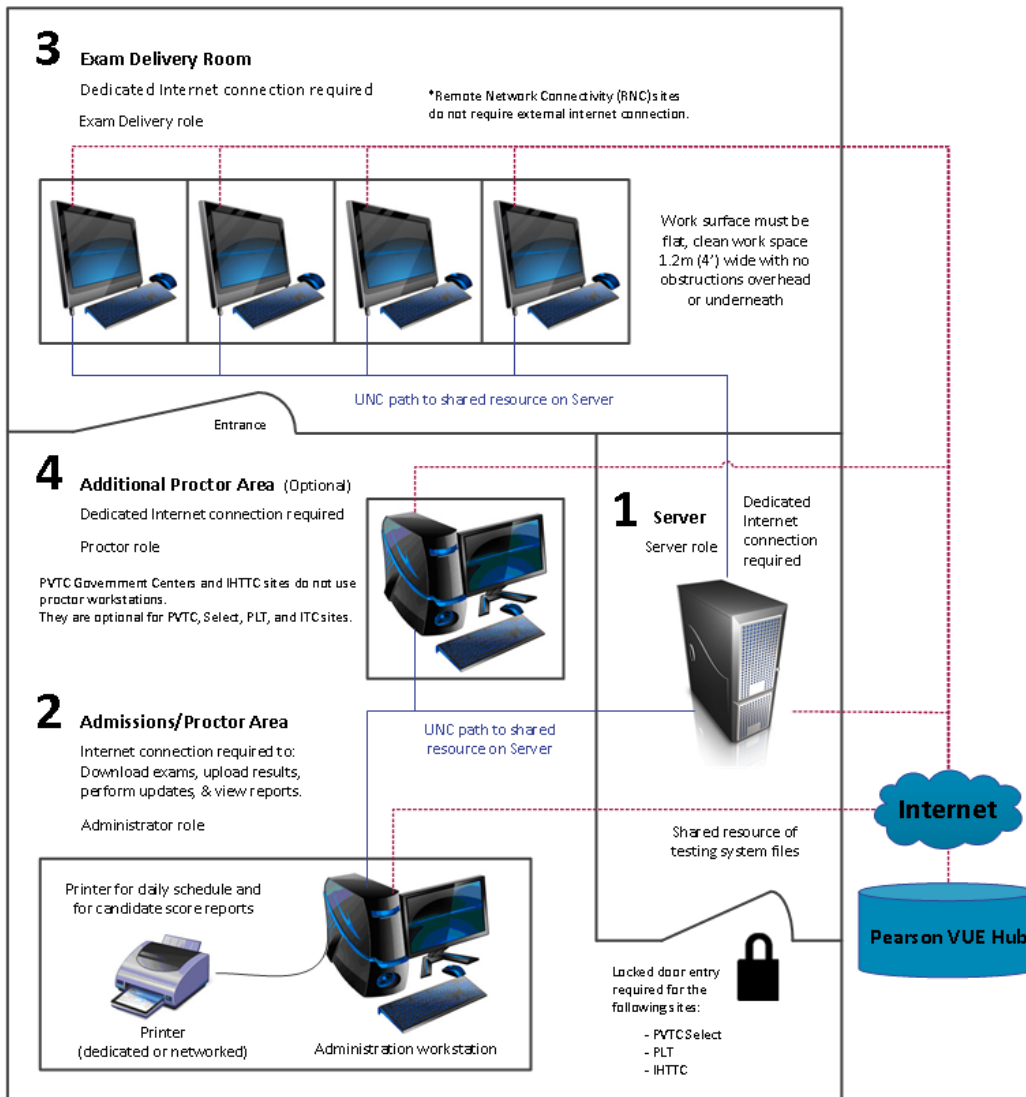 3 Exam Delivery Room
Dedicated Internet connection required
Exam Delivery role
*Remote Network Connectivity (RNC) sites
do not require external internet connection.
Work surface must be
flat, clean work space
1.2m (4') wide with no
obstructions overhead
or underneath
UNC path to shared resource on Server
Entrance
4 Additional Proctor Area (Optional)
Dedicated Internet connection required
Proctor role
PVTC Government Centers and IHTTC sites do not use
proctor workstations.
They are optional for PVTC, Select, PLT, and ITC sites.
1 Server
Server role
Dedicated
Internet
connection
required
2 Admissions/Proctor Area
Internet connection required to:
Download exams, upload results,
perform updates, & view reports.
Administrator role
UNC path to shared
resource on Server
Internet
Shared resource of
testing system files
Pearson VUE Hub
Printer for daily schedule and
for candidate score reports
Printer
(dedicated or networked)
Administration workstation
Locked door entry
required for the
following sites:
- PVTC Select
- PLT
- IHTTC